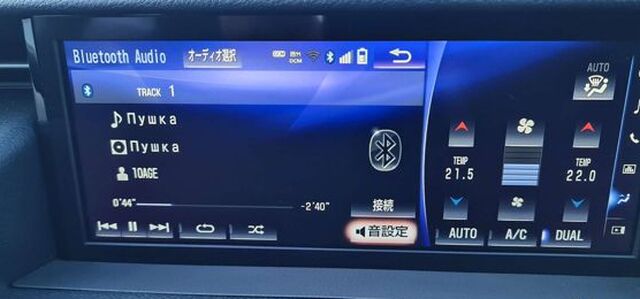 Bluetooth Audio オーディオ選択
DCM
TRACK 1
Пушка
Пушка
10AGE
0'44" -2'40"
接続
音設定
AUTO
TEMP
21.5
TEMP
22.0
AUTO A/C DUAL